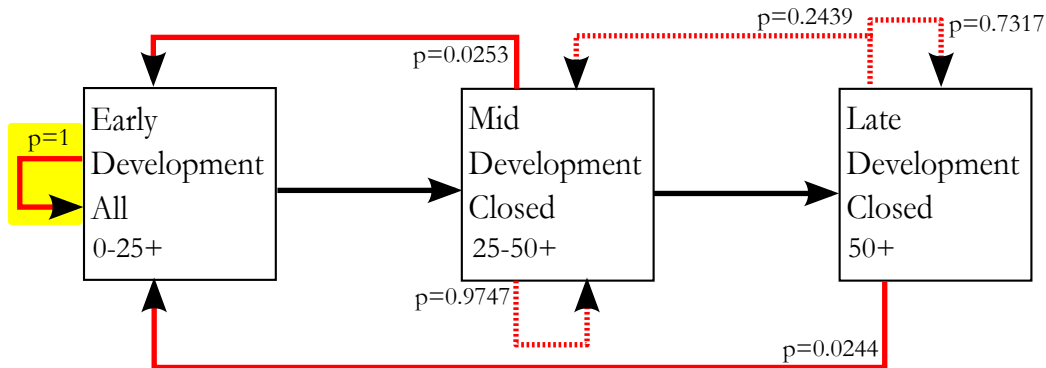 p=0.2439
p=0.7317
p=0.0253
Early
Development
All
0-25+
p=1
Mid
Development
Closed
25-50+
Late
Development
Closed
50+
p=0.9747
p=0.0244